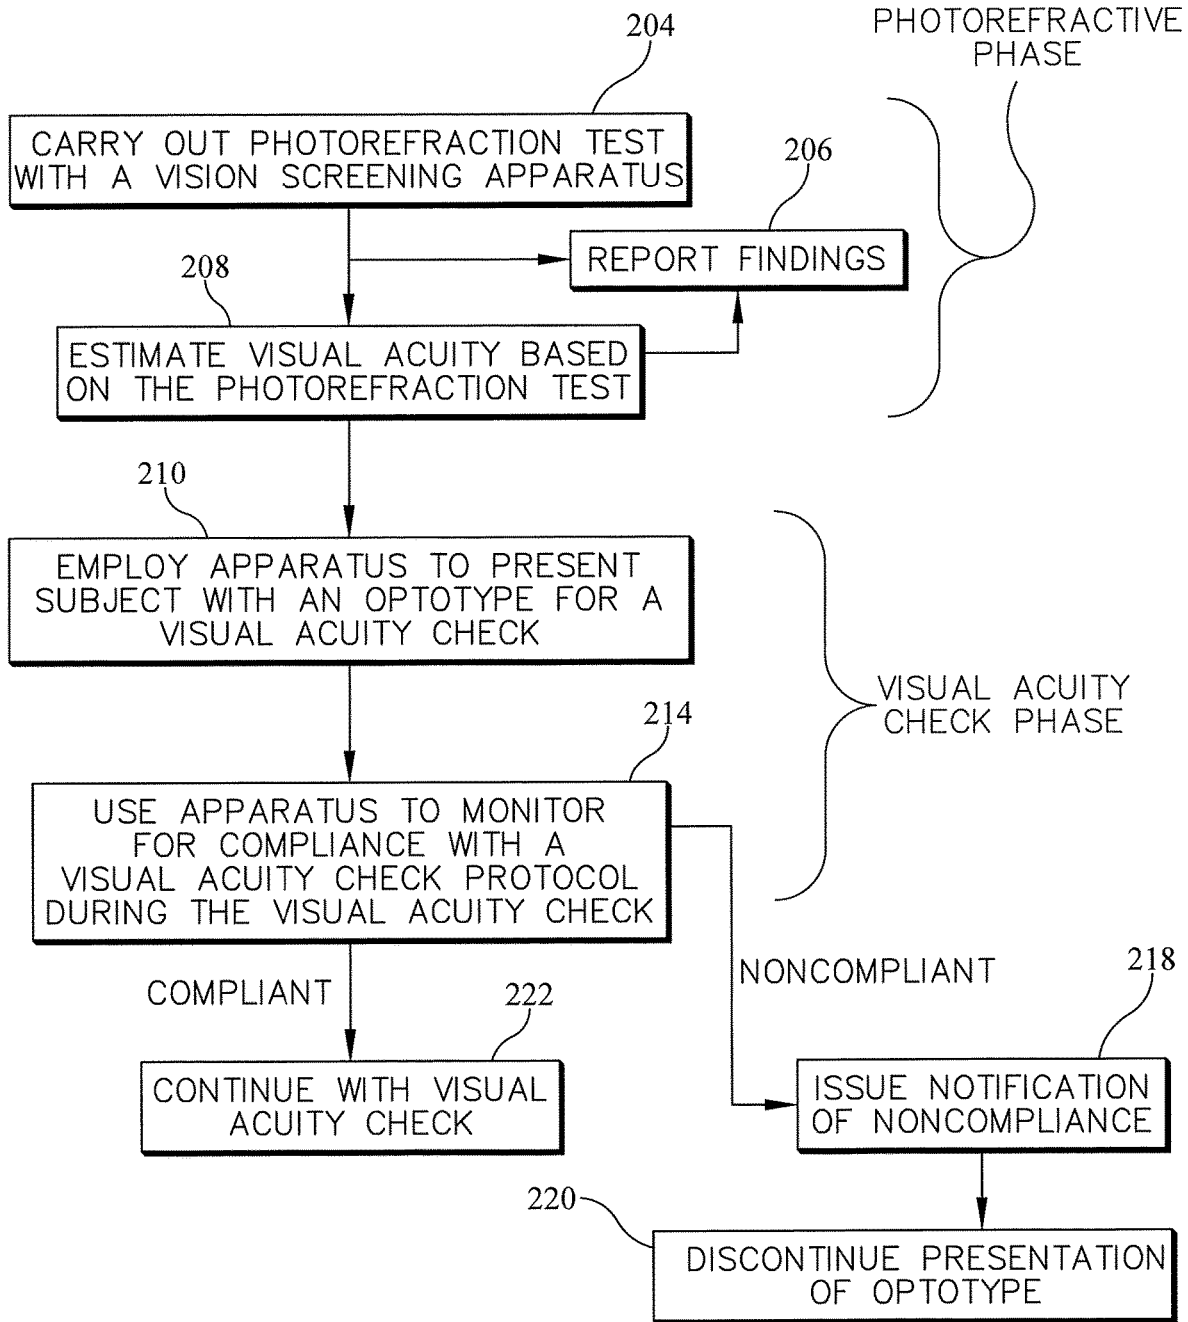 204
PHOTOREFRACTIVE
PHASE
CARRY OUT PHOTOREFRACTION TEST
WITH A VISION SCREENING APPARATUS
206
REPORT FINDINGS
208
ESTIMATE VISUAL ACUITY BASED
ON THE PHOTOREFRACTION TEST
210
EMPLOY APPARATUS TO PRESENT
SUBJECT WITH AN OPTOTYPE FOR A
VISUAL ACUITY CHECK
VISUAL ACUITY
CHECK PHASE
214
USE APPARATUS TO MONITOR
FOR COMPLIANCE WITH A
VISUAL ACUITY CHECK PROTOCOL
DURING THE VISUAL ACUITY CHECK
COMPLIANT
NONCOMPLIANT
222
CONTINUE WITH VISUAL
ACUITY CHECK
218
ISSUE NOTIFICATION
OF NONCOMPLIANCE
220
DISCONTINUE PRESENTATION
OF OPTOTYPE